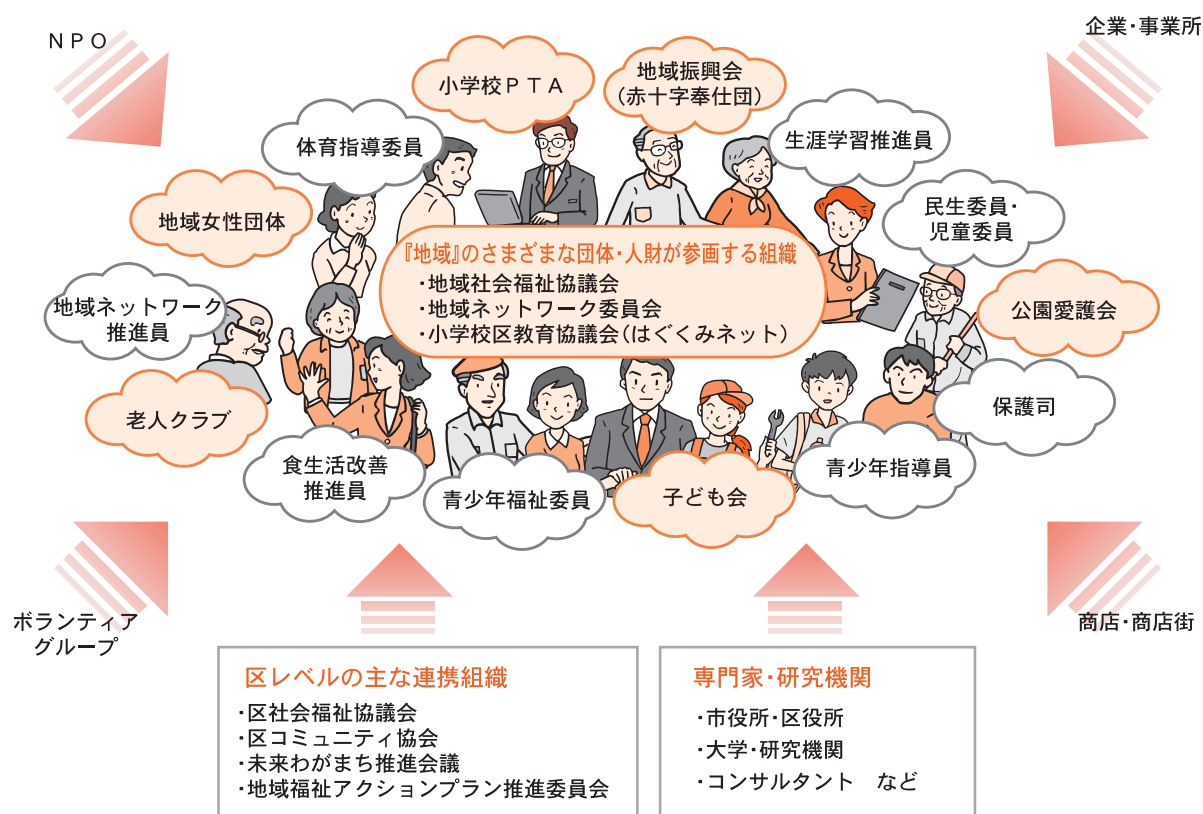 NPO
企業・事業所
小学校PTA
地域振興会
（赤十字奉仕団）
体育指導委員
生涯学習推進員
地域女性団体
民生委員・
児童委員
『地域』のさまざまな団体・人財が参画する組織
・地域社会福祉協議会
・地域ネットワーク委員会
・小学校区教育協議会（はぐくみネット）
地域ネットワーク
推進員
公園愛護会
老人クラブ
保護司
食生活改善
推進員
青少年福祉委員
子ども会
青少年指導員
ボランティア
グループ
商店・商店街
区レベルの主な連携組織
・区社会福祉協議会
・区コミュニティ協会
・未来わがまち推進会議
・地域福祉アクションプラン推進委員会
専門家・研究機関
・市役所・区役所
・大学・研究機関
・コンサルタント　など